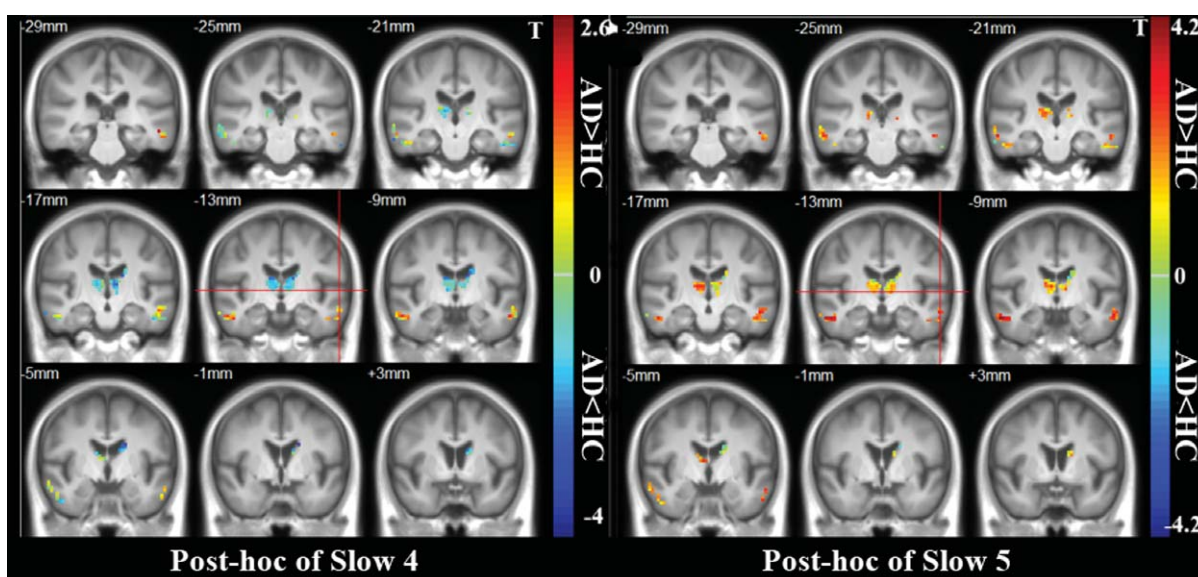 -29mm -25mm -21mm T 2.6
-17mm -13mm -9mm
-5mm -1mm +3mm
AD>HC
0
AD<HC
-4
Post-hoc of Slow 4
-29mm -25mm -21mm T 4.2
-17mm -13mm -9mm
-5mm -1mm +3mm
AD>HC
0
AD<HC
-4.2
Post-hoc of Slow 5